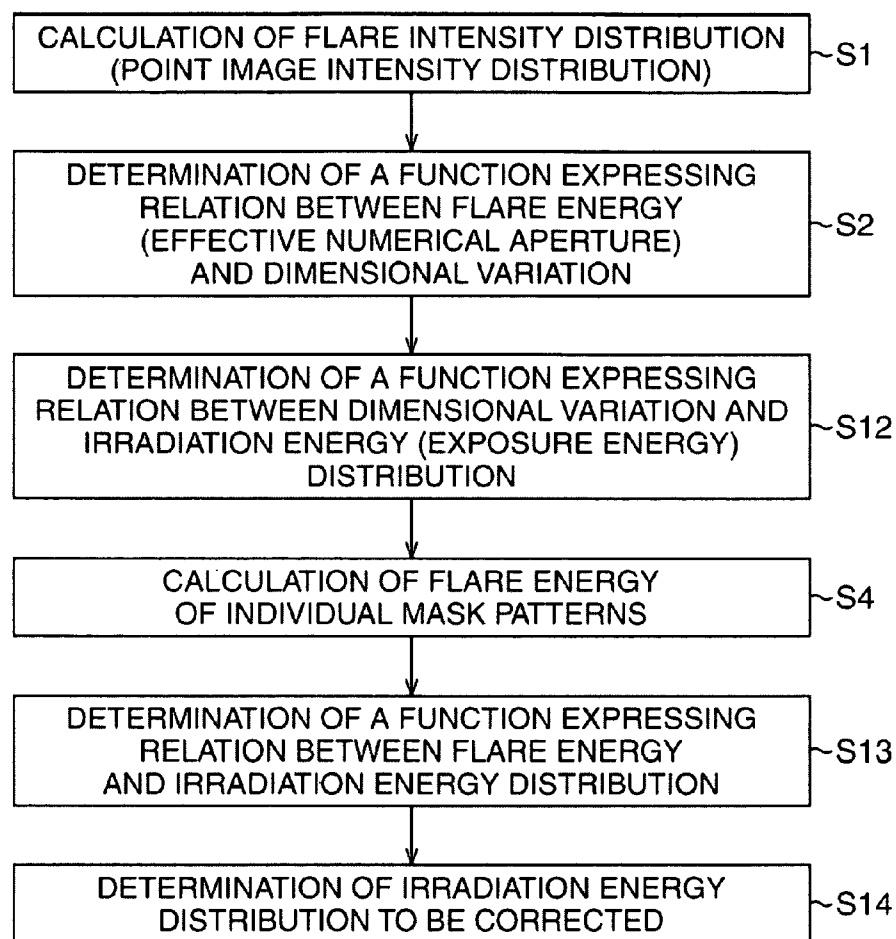 CALCULATION OF FLARE INTENSITY DISTRIBUTION
(POINT IMAGE INTENSITY DISTRIBUTION)
~S1
DETERMINATION OF A FUNCTION EXPRESSING
RELATION BETWEEN FLARE ENERGY
(EFFECTIVE NUMERICAL APERTURE)
AND DIMENSIONAL VARIATION
~S2
DETERMINATION OF A FUNCTION EXPRESSING
RELATION BETWEEN DIMENSIONAL VARIATION AND
IRRADIATION ENERGY (EXPOSURE ENERGY)
DISTRIBUTION
~S12
CALCULATION OF FLARE ENERGY
OF INDIVIDUAL MASK PATTERNS
~S4
DETERMINATION OF A FUNCTION EXPRESSING
RELATION BETWEEN FLARE ENERGY
AND IRRADIATION ENERGY DISTRIBUTION
~S13
DETERMINATION OF IRRADIATION ENERGY
DISTRIBUTION TO BE CORRECTED
~S14